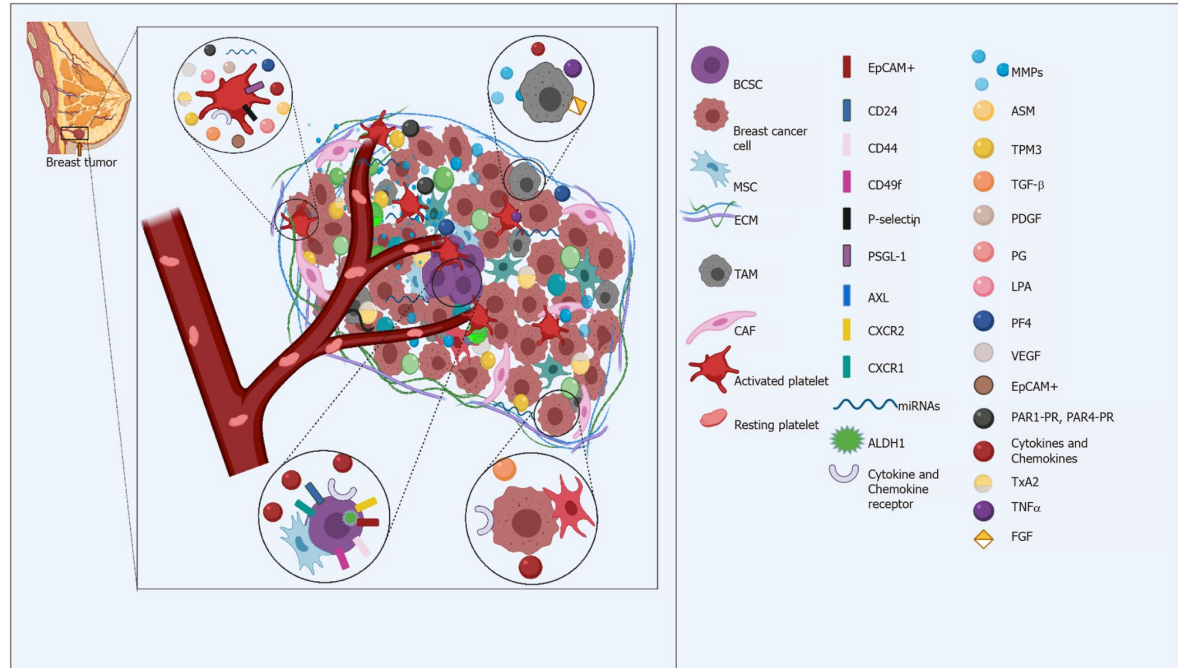 Breast tumor
BCSC
Breast cancer
cell
MSC
ECM
TAM
CAF
Activated platelet
Resting platelet
EpCAM+
CD24
CD44
CD49f
P-selectin
PSGL-1
AXL
CXCR2
CXCR1
miRNAs
ALDH1
Cytokine and
Chemokine
receptor
MMPs
ASM
TPM3
TGF-β
PDGF
PG
LPA
PF4
VEGF
EpCAM+
PAR1-PR, PAR4-PR
Cytokines and
Chemokines
TxA2
TNFα
FGF